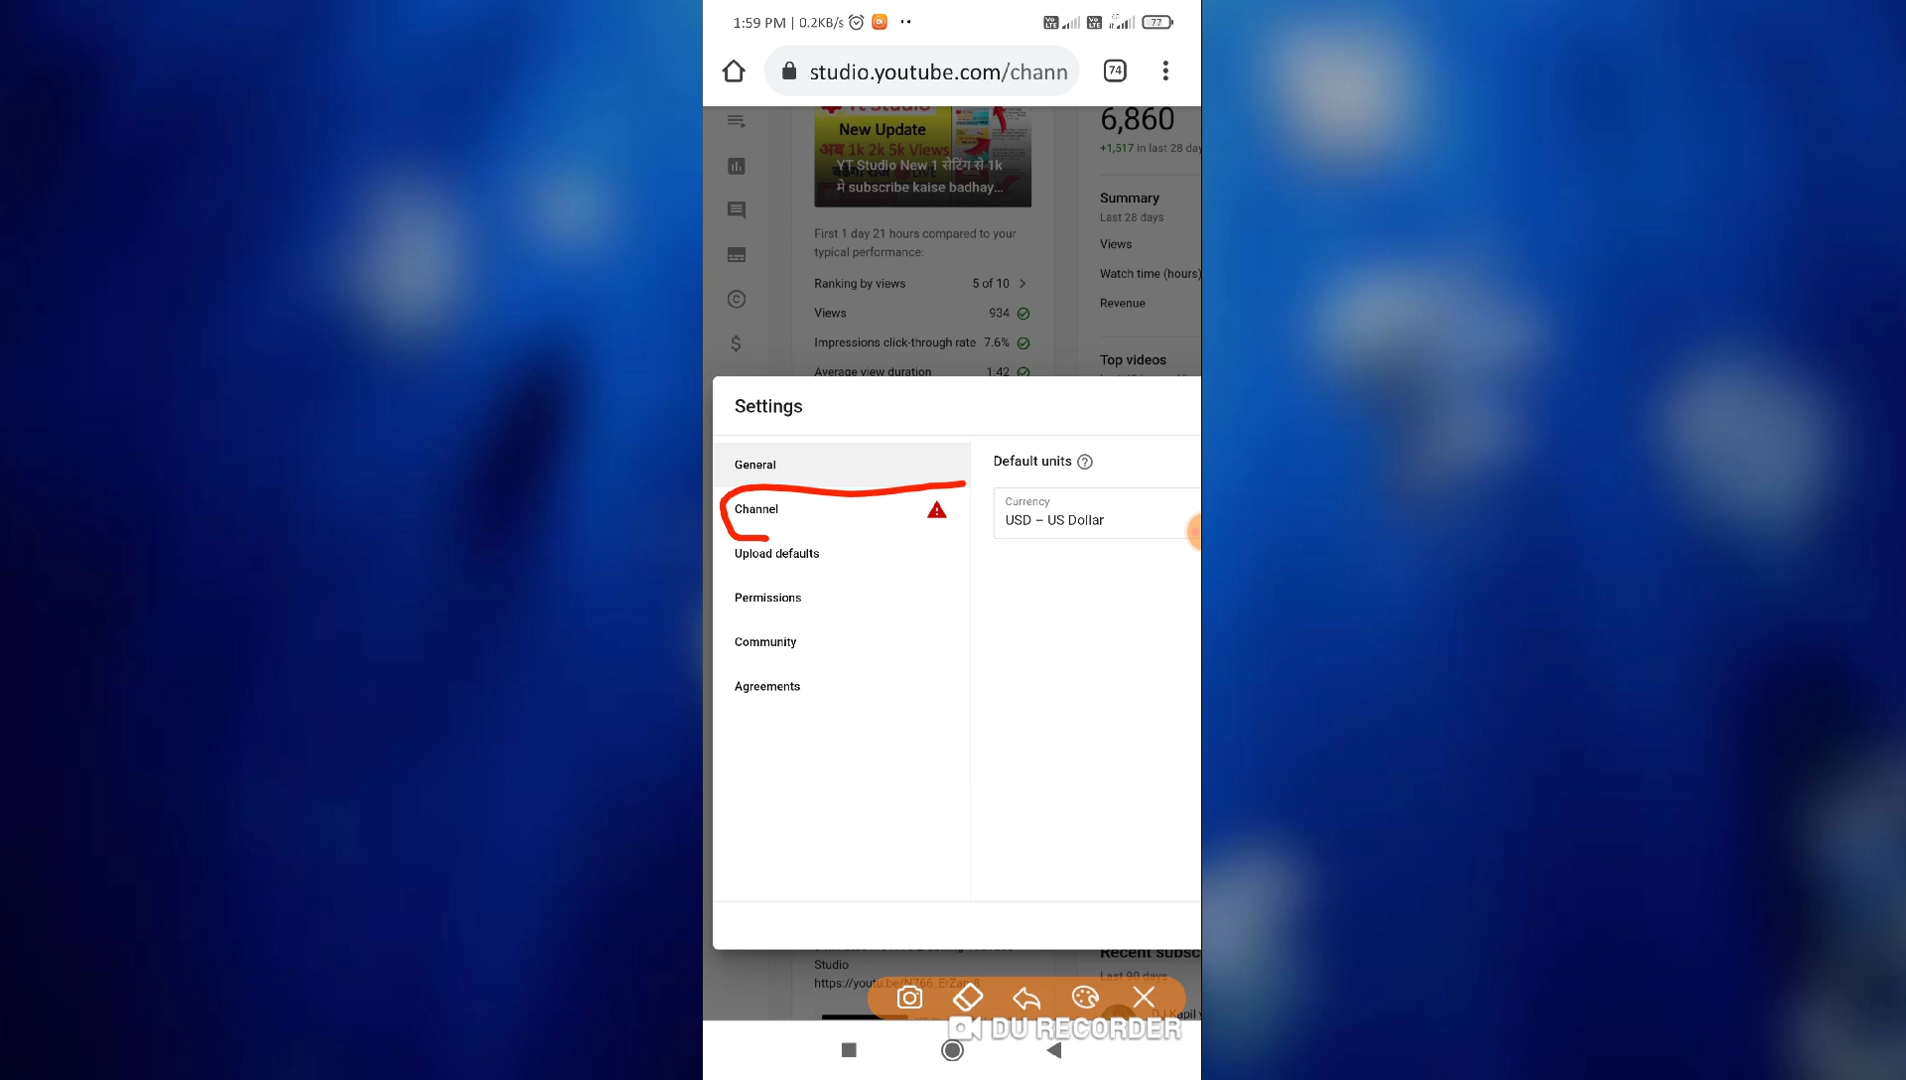 1:59 PM | 0.2KB/s
77
studio.youtube.com/chann
74
New Update
अब 1k 2k 5k Views
YT Studio New 1 सेटिंग से 1k
मे subscribe kaise badhay...
6,860
+1,517 in last 28 day
First 1 day 21 hours compared to your
typical performance:
Ranking by views 5 of 10
Views 934
Impressions click-through rate 7.6%
Average view duration 1:42
Summary
Last 28 days
Views
Watch time (hours)
Revenue
Top videos
Settings
General
Channel
Upload defaults
Permissions
Community
Agreements
Default units
Currency
USD – US Dollar
Studio
Recent subsc
Last 90 days
DU RECORDER